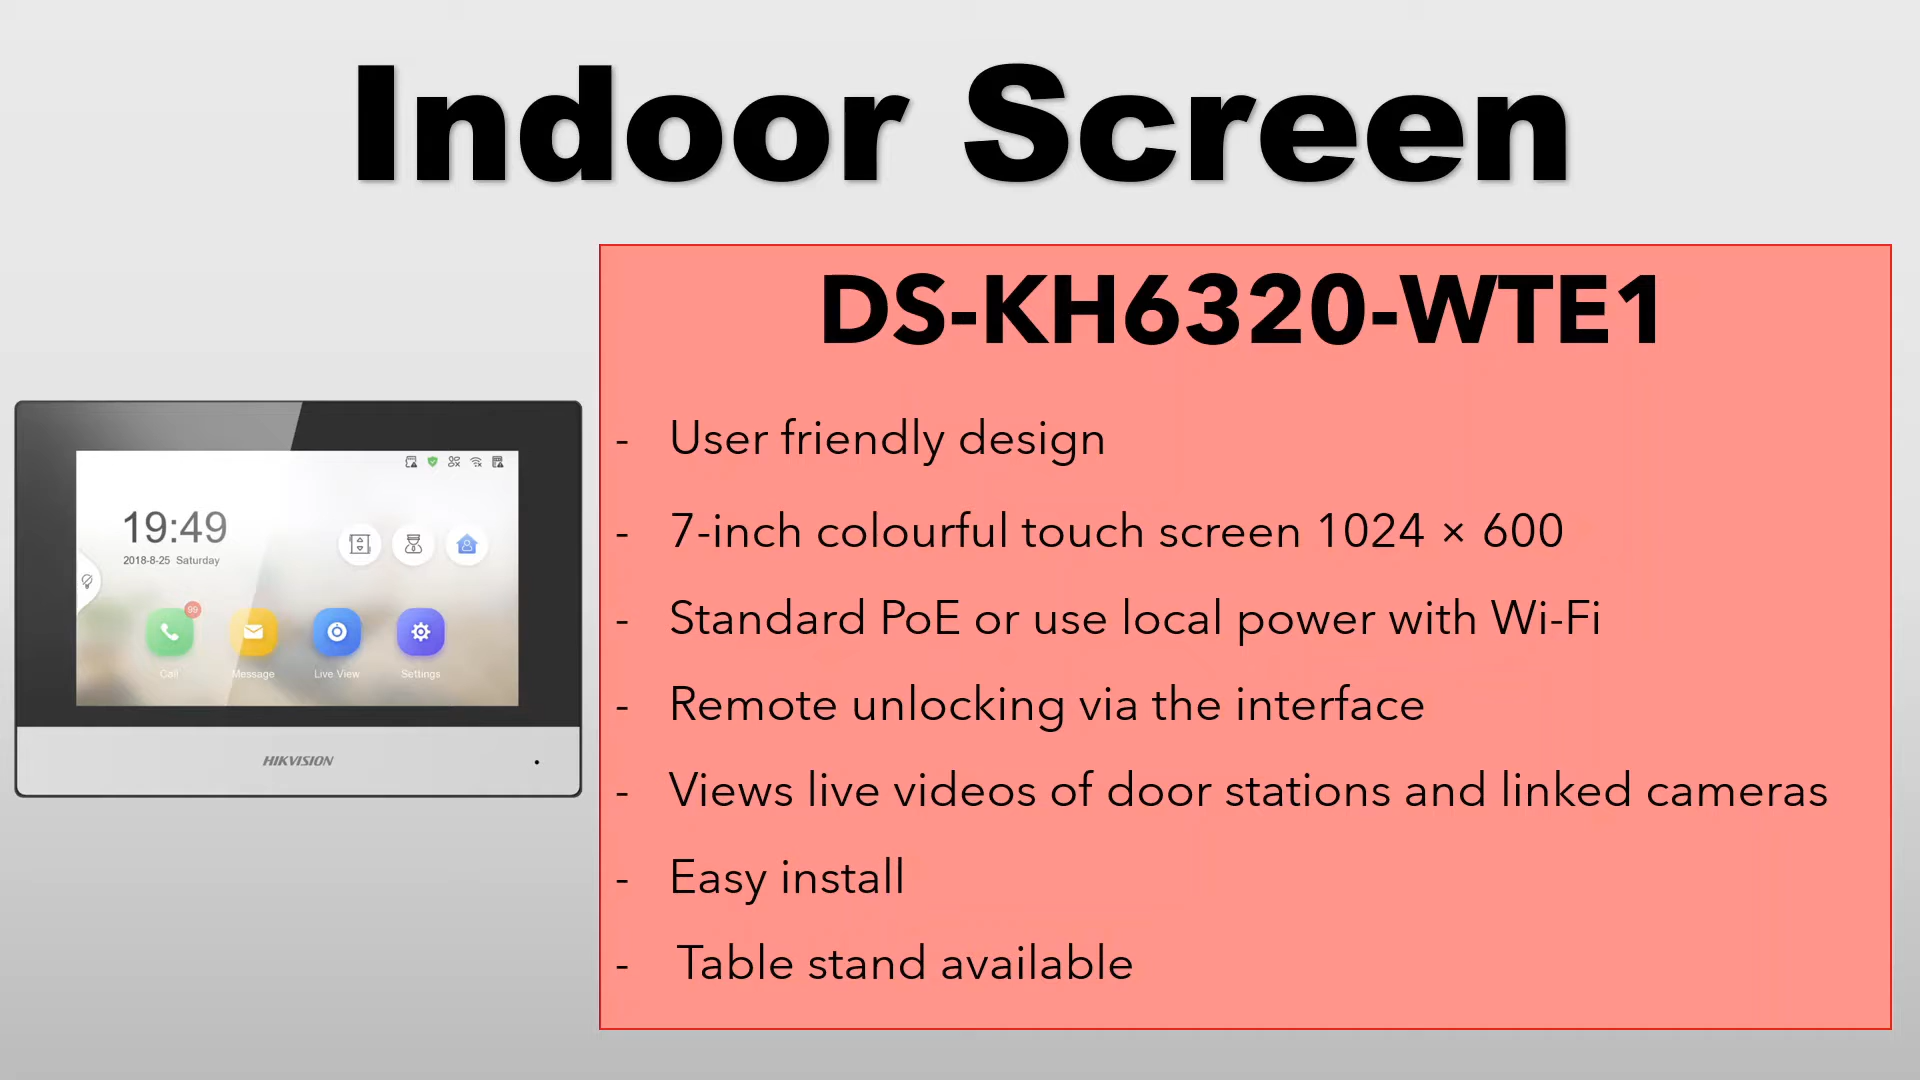 Indoor Screen
DS-KH6320-WTE1
- User friendly design
- 7-inch colourful touch screen 1024 × 600
- Standard PoE or use local power with Wi-Fi
- Remote unlocking via the interface
- Views live videos of door stations and linked cameras
- Easy install
- Table stand available
19:49
2018-8-25 Saturday
99
Call Message Live View Settings
HIKVISION